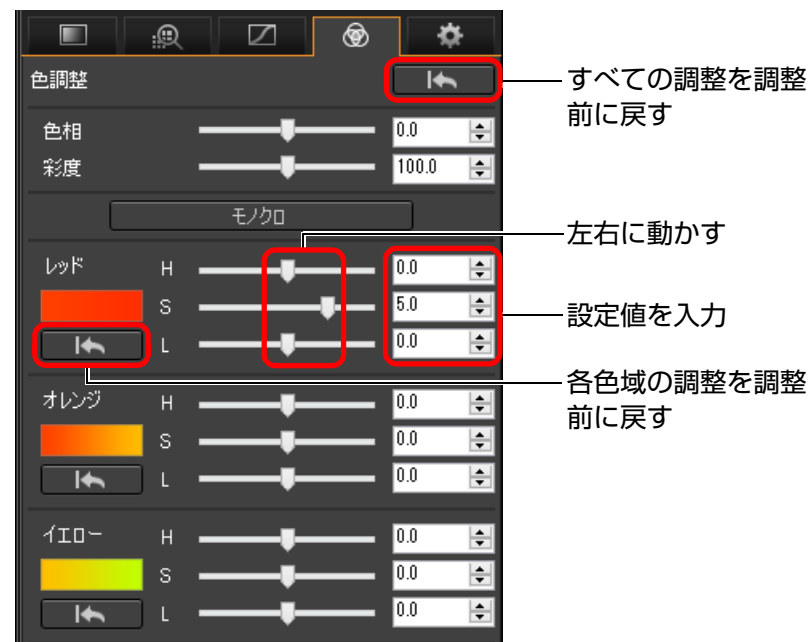 色調整
すべての調整を調整
前に戻す
色相 0.0
彩度 100.0
モノクロ
左右に動かす
レッド H 0.0
S 5.0
L 0.0
設定値を入力
各色域の調整を調整
前に戻す
オレンジ H 0.0
S 0.0
L 0.0
イエロー H 0.0
S 0.0
L 0.0